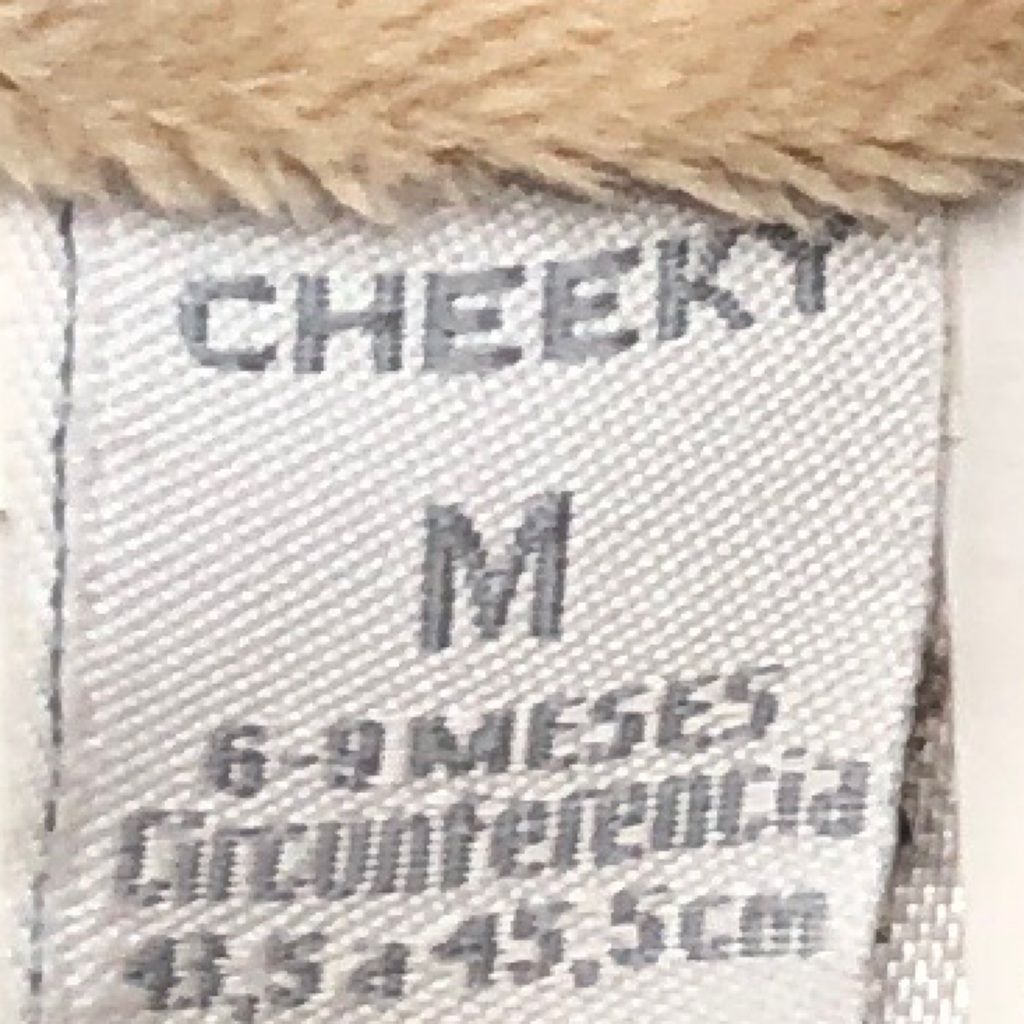 CHEEKY
M
6-9 MESES
Circunferencia
43,5 a 45,5cm